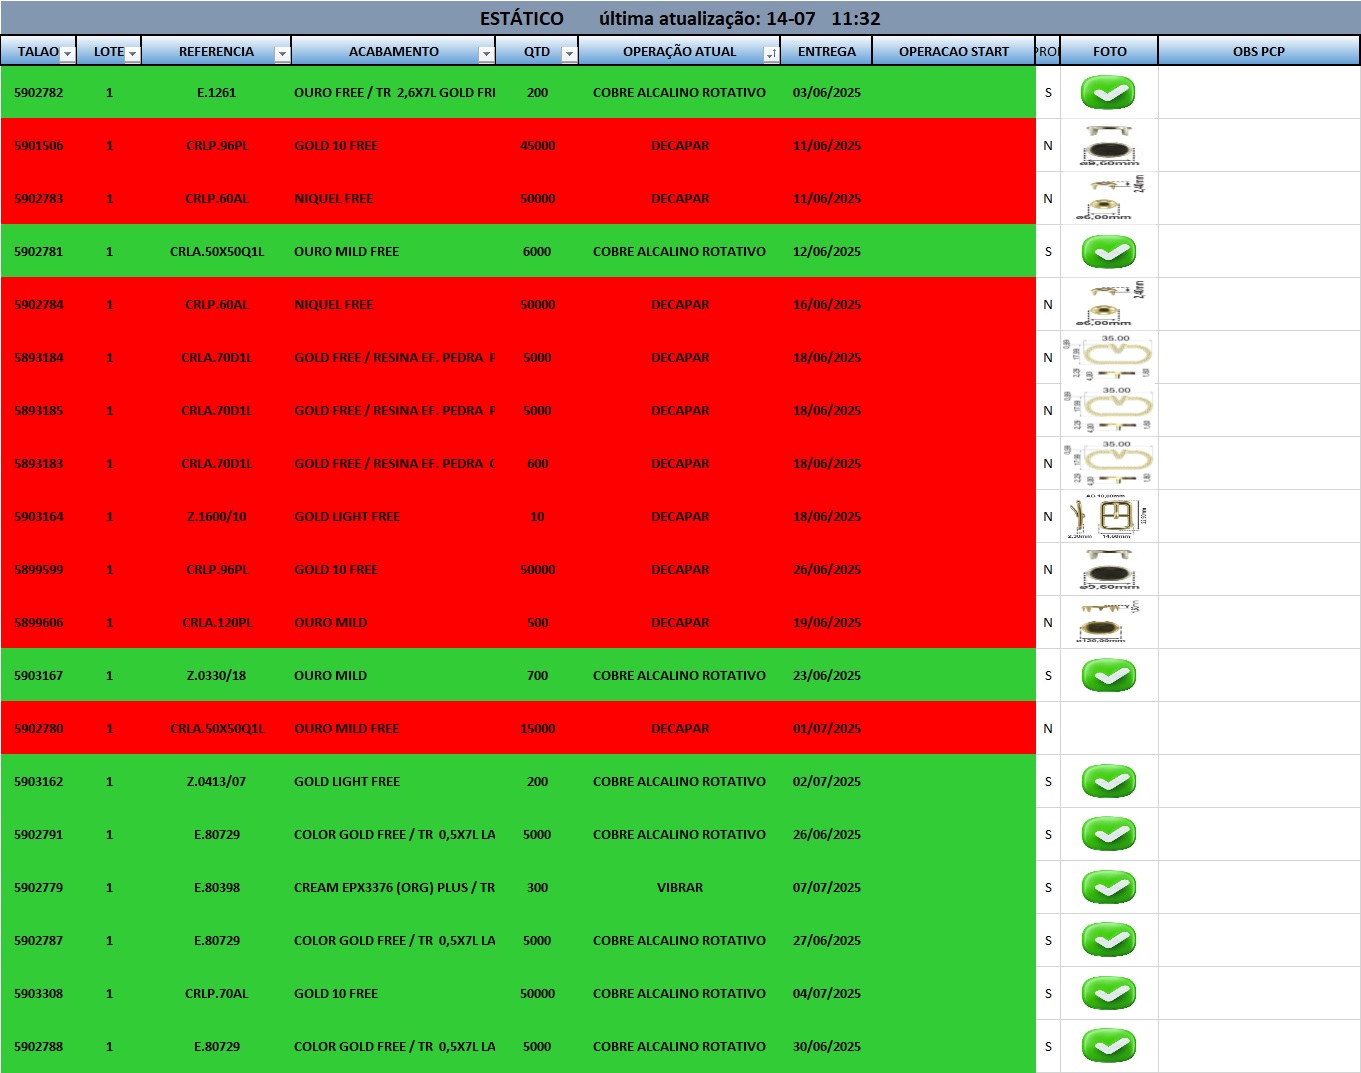 ESTÁTICO última atualização: 14-07 11:32
TALAO LOTE REFERENCIA ACABAMENTO QTD OPERAÇÃO ATUAL ENTREGA OPERACAO START PROI FOTO OBS PCP
5902782 1 E.1261 OURO FREE / TR 2,6X7L GOLD FRI 200 COBRE ALCALINO ROTATIVO 03/06/2025 S
5901506 1 CRLP.96PL GOLD 10 FREE 45000 DECAPAR 11/06/2025 N
ø9,60mm
5902783 1 CRLP.60AL NIQUEL FREE 50000 DECAPAR 11/06/2025 N
2,40mm
ø6,00mm
5902781 1 CRLA.50X50Q1L OURO MILD FREE 6000 COBRE ALCALINO ROTATIVO 12/06/2025 S
5902784 1 CRLP.60AL NIQUEL FREE 50000 DECAPAR 16/06/2025 N
2,40mm
ø6,00mm
5893184 1 CRLA.70D1L GOLD FREE / RESINA EF. PEDRA P 5000 DECAPAR 18/06/2025 N
35.00
5893185 1 CRLA.70D1L GOLD FREE / RESINA EF. PEDRA P 5000 DECAPAR 18/06/2025 N
35.00
5893183 1 CRLA.70D1L GOLD FREE / RESINA EF. PEDRA C 600 DECAPAR 18/06/2025 N
35.00
5903164 1 Z.1600/10 GOLD LIGHT FREE 10 DECAPAR 18/06/2025 N
AD 10,00mm
2,30mm 14,60mm
5899599 1 CRLP.96PL GOLD 10 FREE 50000 DECAPAR 26/06/2025 N
ø9,60mm
5899606 1 CRLA.120PL OURO MILD 500 DECAPAR 19/06/2025 N
5903167 1 Z.0330/18 OURO MILD 700 COBRE ALCALINO ROTATIVO 23/06/2025 S
5902780 1 CRLA.50X50Q1L OURO MILD FREE 15000 DECAPAR 01/07/2025 N
5903162 1 Z.0413/07 GOLD LIGHT FREE 200 COBRE ALCALINO ROTATIVO 02/07/2025 S
5902791 1 E.80729 COLOR GOLD FREE / TR 0,5X7L LA 5000 COBRE ALCALINO ROTATIVO 26/06/2025 S
5902779 1 E.80398 CREAM EPX3376 (ORG) PLUS / TR 300 VIBRAR 07/07/2025 S
5902787 1 E.80729 COLOR GOLD FREE / TR 0,5X7L LA 5000 COBRE ALCALINO ROTATIVO 27/06/2025 S
5903308 1 CRLP.70AL GOLD 10 FREE 50000 COBRE ALCALINO ROTATIVO 04/07/2025 S
5902788 1 E.80729 COLOR GOLD FREE / TR 0,5X7L LA 5000 COBRE ALCALINO ROTATIVO 30/06/2025 S